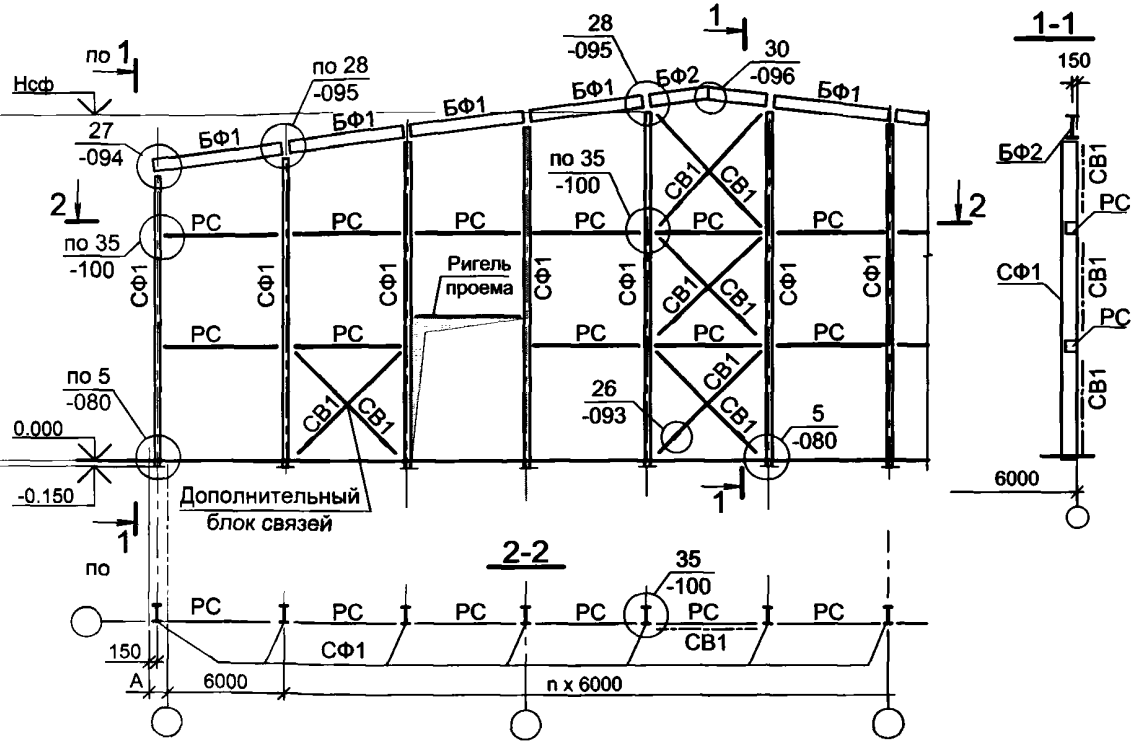 по 1
1
1-1
Нсф
по 28
-095
28
-095
30
-096
150
БФ1
БФ1
БФ1
БФ1
БФ2
БФ1
27
-094
БФ2
СВ1
2
по 35
-100
СВ1
СВ1
2
РС
РС
РС
РС
РС
РС
РС
по 35
-100
СФ1
СФ1
СФ1
СФ1
СФ1
СФ1
СФ1
Ригель
проема
СВ1
СВ1
СФ1
СВ1
РС
РС
РС
РС
РС
РС
РС
по 5
-080
СВ1
СВ1
26
-093
СВ1
СВ1
5
-080
СВ1
0.000
-0.150
Дополнительный
блок связей
1
6000
1
по
2-2
35
-100
РС
РС
РС
РС
РС
РС
СФ1
СВ1
150
А
6000
n x 6000